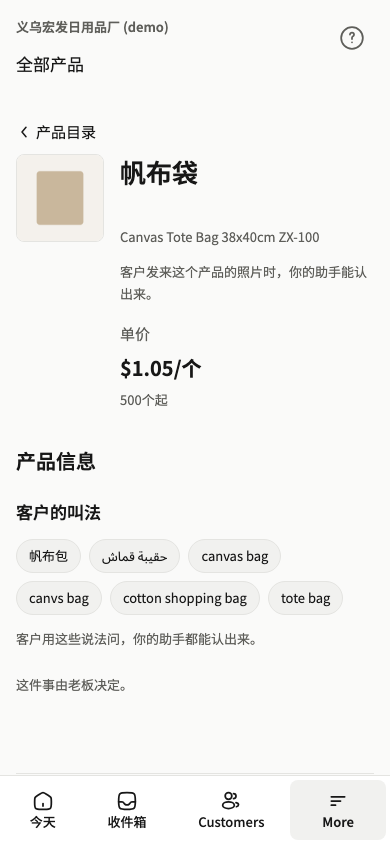 义乌宏发日用品厂 (demo)
全部产品
产品目录
帆布袋
Canvas Tote Bag 38x40cm ZX-100
客户发来这个产品的照片时，你的助手能认
出来。
单价
$1.05/个
500个起
产品信息
客户的叫法
帆布包
حقيبة قماش
canvas bag
canvs bag
cotton shopping bag
tote bag
客户用这些说法问，你的助手都能认出来。
这件事由老板决定。
今天
收件箱
Customers
More